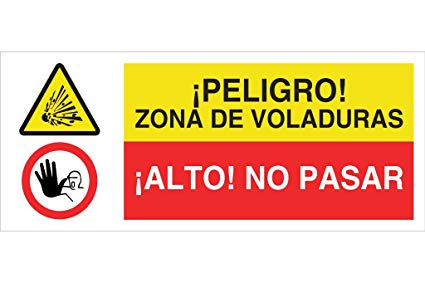 ¡PELIGRO!
ZONA DE VOLADURAS
¡ALTO! NO PASAR